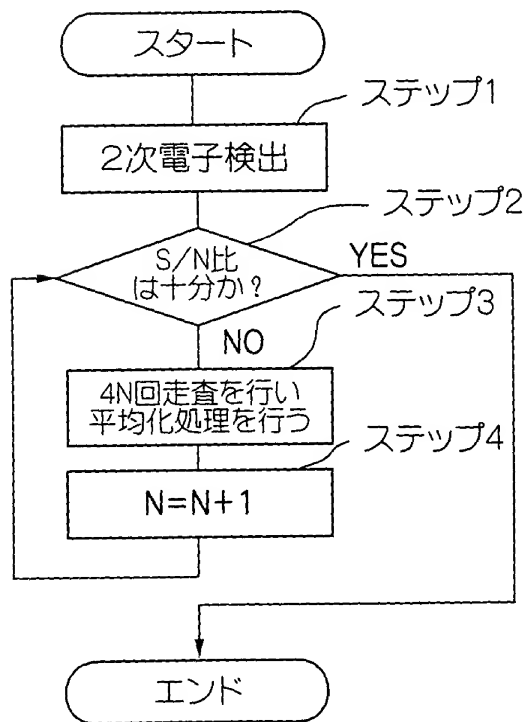 スタート
ステップ1
2次電子検出
ステップ2
S/N比
は十分か?
YES
ステップ3
NO
4N回走査を行い
平均化処理を行う
ステップ4
N=N+1
エンド